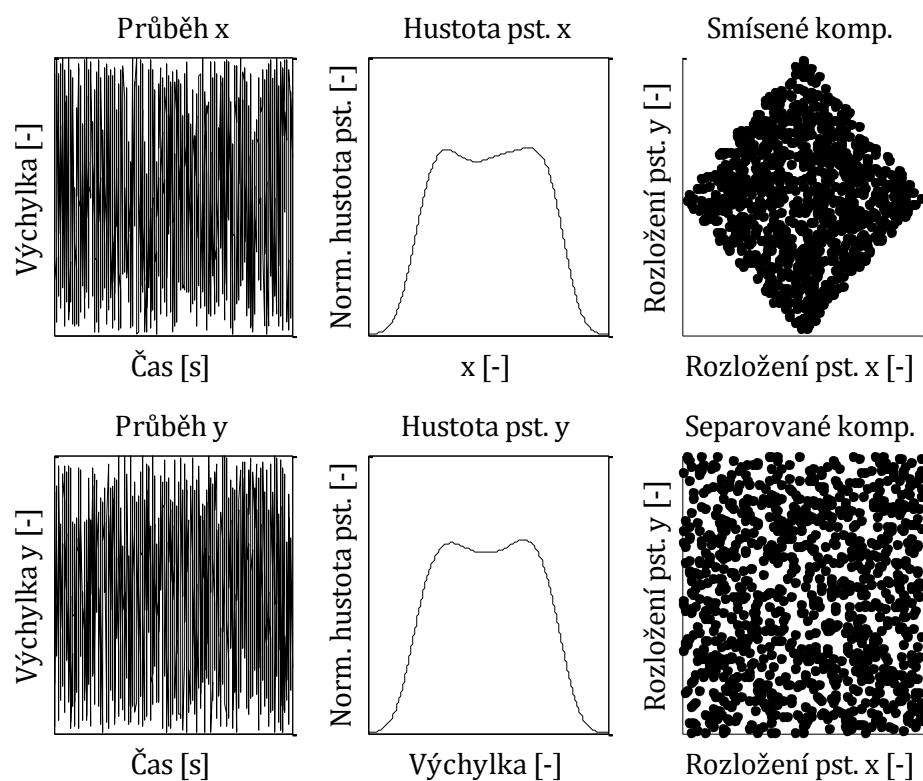 Průběh x
Výchylka [-]
Čas [s]
Hustota pst. x
Norm. hustota pst. [-]
x [-]
Smísené komp.
Rozložení pst. y [-]
Rozložení pst. x [-]
Průběh y
Výchylka y [-]
Čas [s]
Hustota pst. y
Norm. hustota pst. [-]
Výchylka [-]
Separované komp.
Rozložení pst. y [-]
Rozložení pst. x [-]